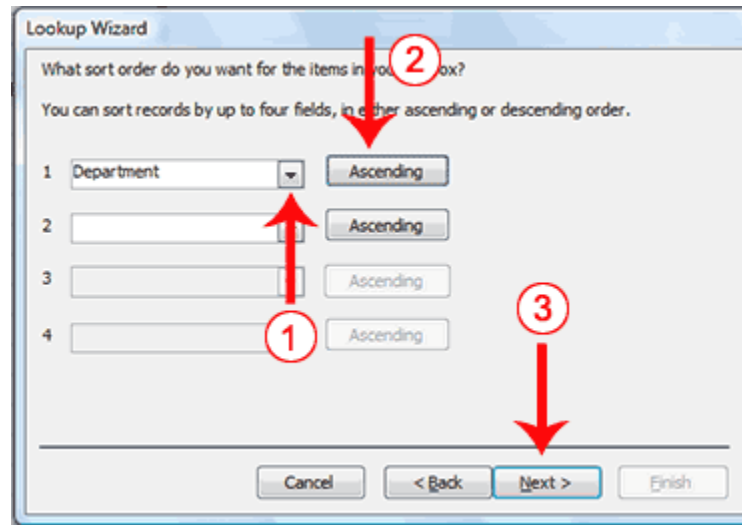 Lookup Wizard
2
What sort order do you want for the items in you ox?
You can sort records by up to four fields, in either ascending or descending order.
1 Department Ascending
2 Ascending
3 Ascending
1
3
4 Ascending
Cancel < Back Next > Finish